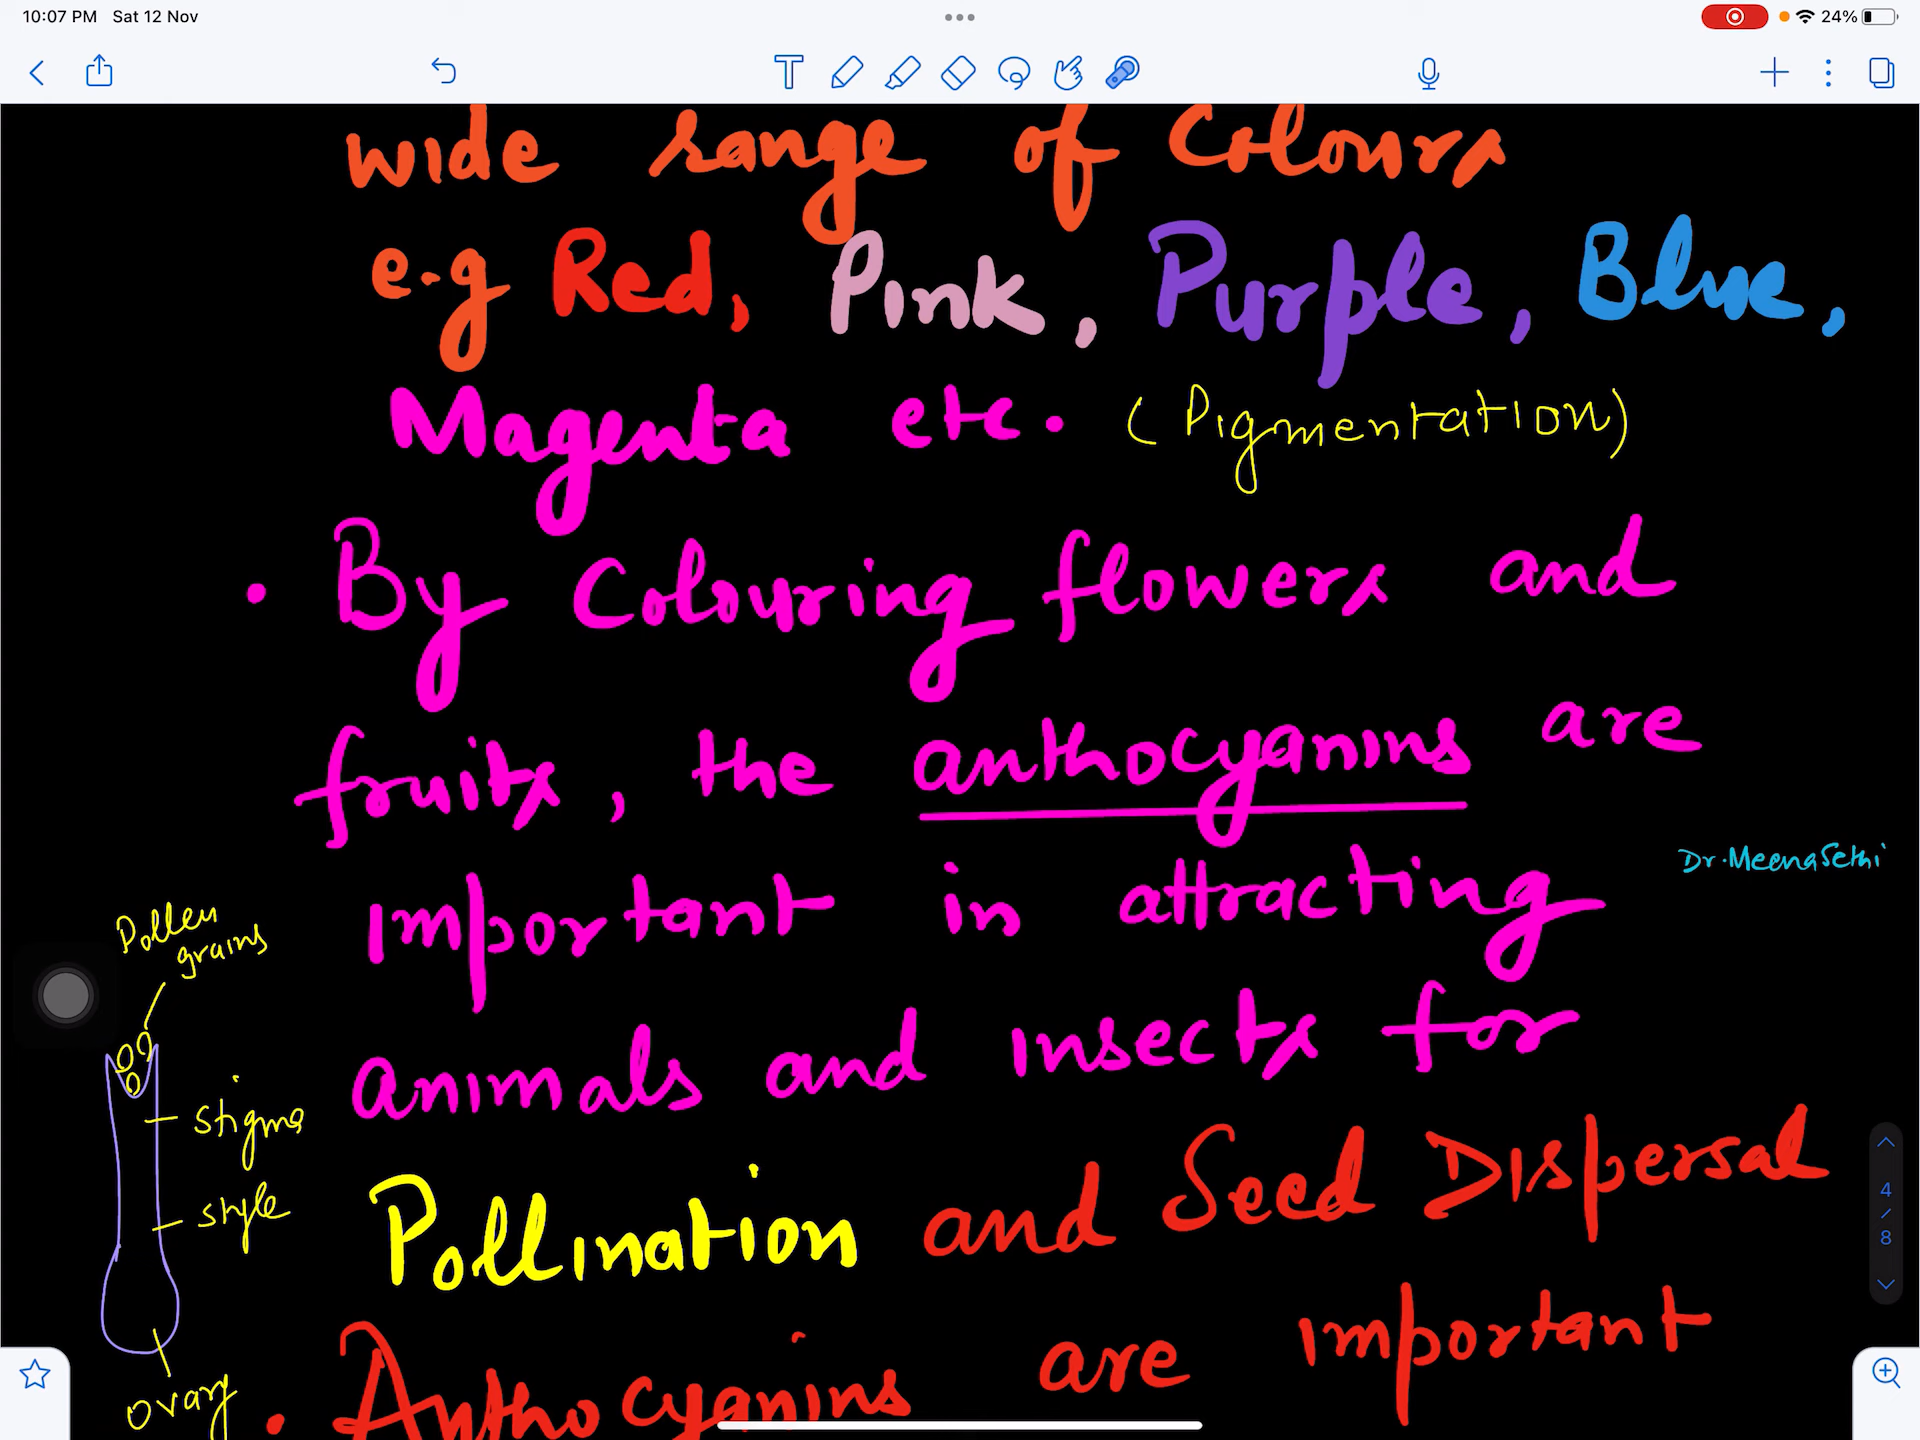 10:07 PM Sat 12 Nov
24%
wide range of Colours
e.g Red, Pink, Purple, Blue,
Magenta etc. (Pigmentation)
• By Colouring flowers and
fruits, the anthocyanins are
Dr. Meena Sethi
important in attracting
Pollen
grains
animals and insects for
stigma
Pollination and Seed Dispersal
style
4
/
8
ovary
• Anthocyanins are important